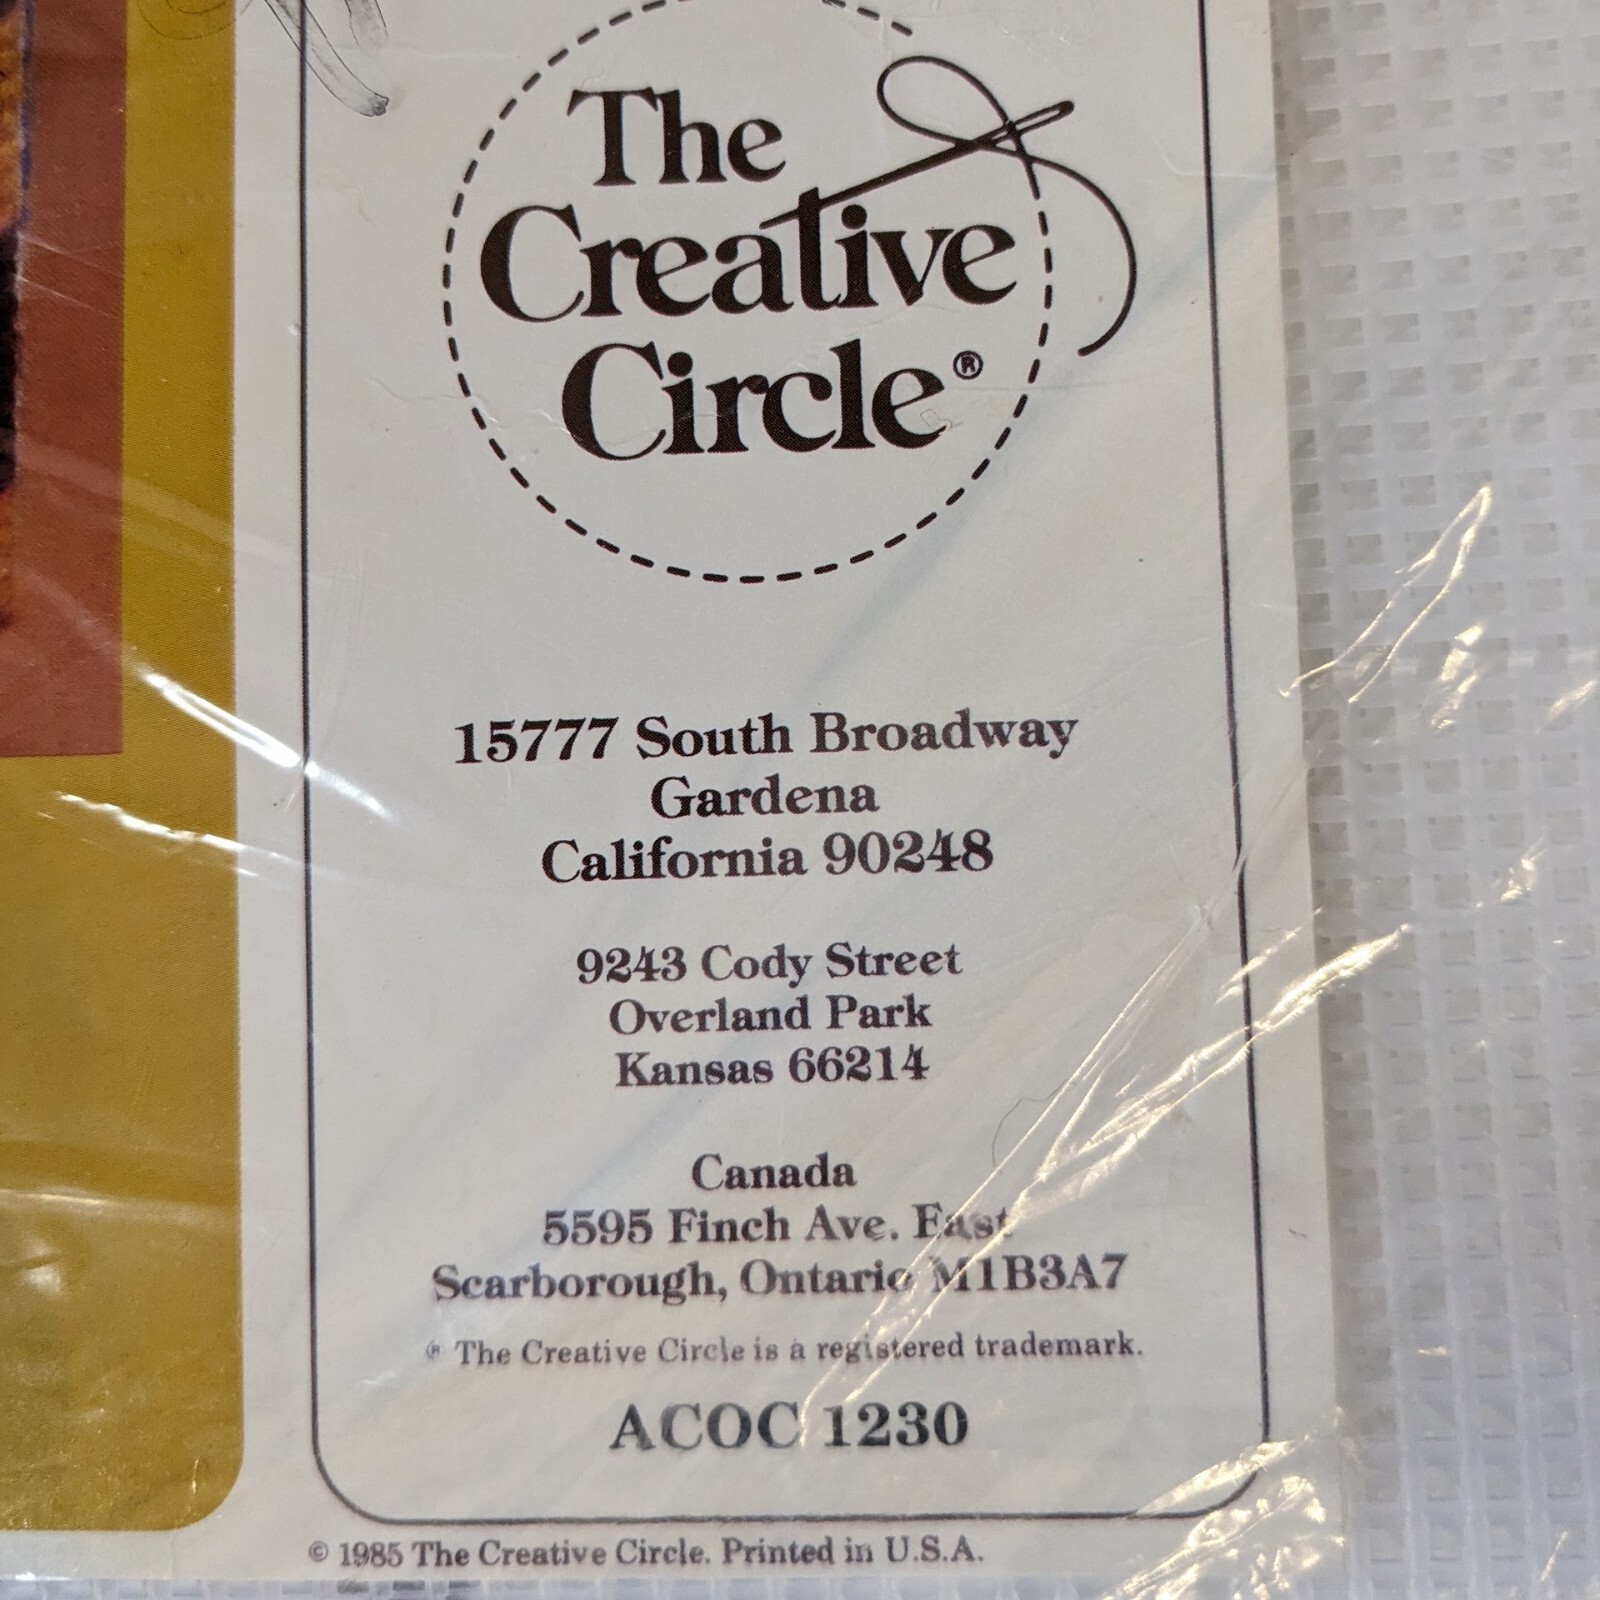 The
Creative
Circle®
15777 South Broadway
Gardena
California 90248
9243 Cody Street
Overland Park
Kansas 66214
Canada
5595 Finch Ave. East
Scarborough, Ontario M1B3A7
® The Creative Circle is a registered trademark.
ACOC 1230
© 1985 The Creative Circle. Printed in U.S.A.